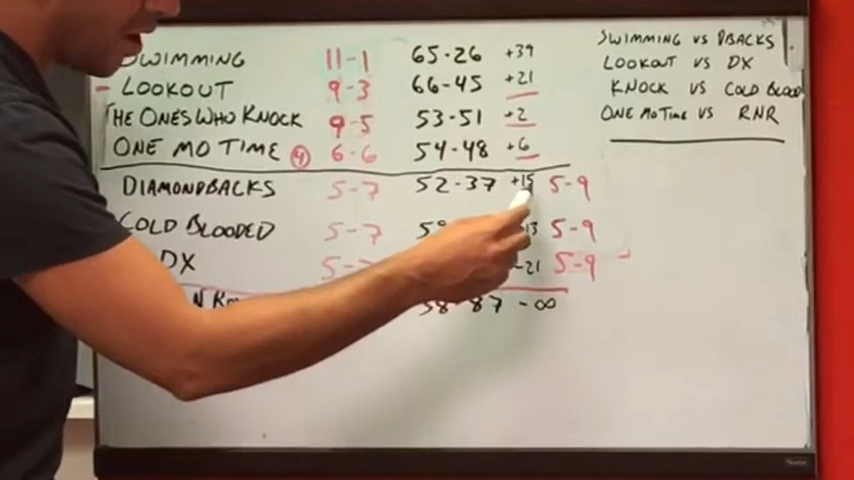 SWIMMING 11-1 65-26 +39
- LOOKOUT 9-3 66-45 +21
THE ONES WHO KNOCK 9-5 53-51 +2
ONE MO TIME 4 6-6 54-48 +6
DIAMONDBACKS 5-7 52-37 +15 5-9
COLD BLOODED 5-7 5-9
DX -21 5-9
87 -∞
SWIMMING VS DBACKS
LOOKOUT VS DX
KNOCK VS COLD BLOOD
ONE MO TIME VS RNR